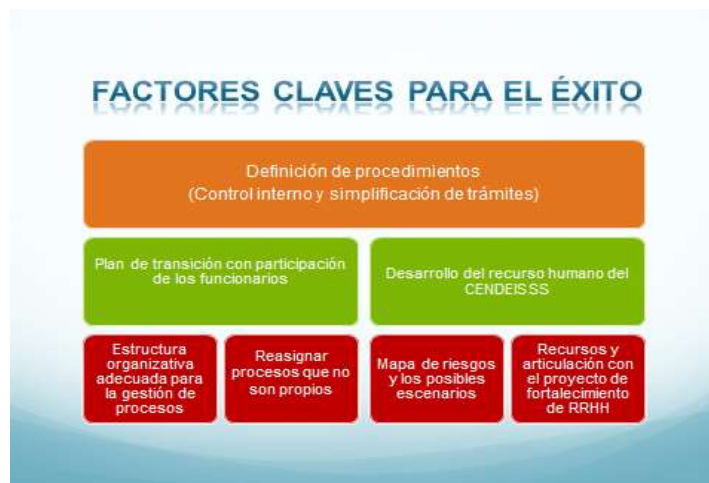 FACTORES CLAVES PARA EL ÉXITO
Definición de procedimientos
(Control interno y simplificación de trámites)
Plan de transición con participación
de los funcionarios
Desarrollo del recurso humano del
CENDEISSS
Estructura
organizativa
adecuada para
la gestión de
procesos
Reasignar
procesos que no
son propios
Mapa de riesgos
y los posibles
escenarios
Recursos y
articulación con
el proyecto de
fortalecimiento
de RRHH